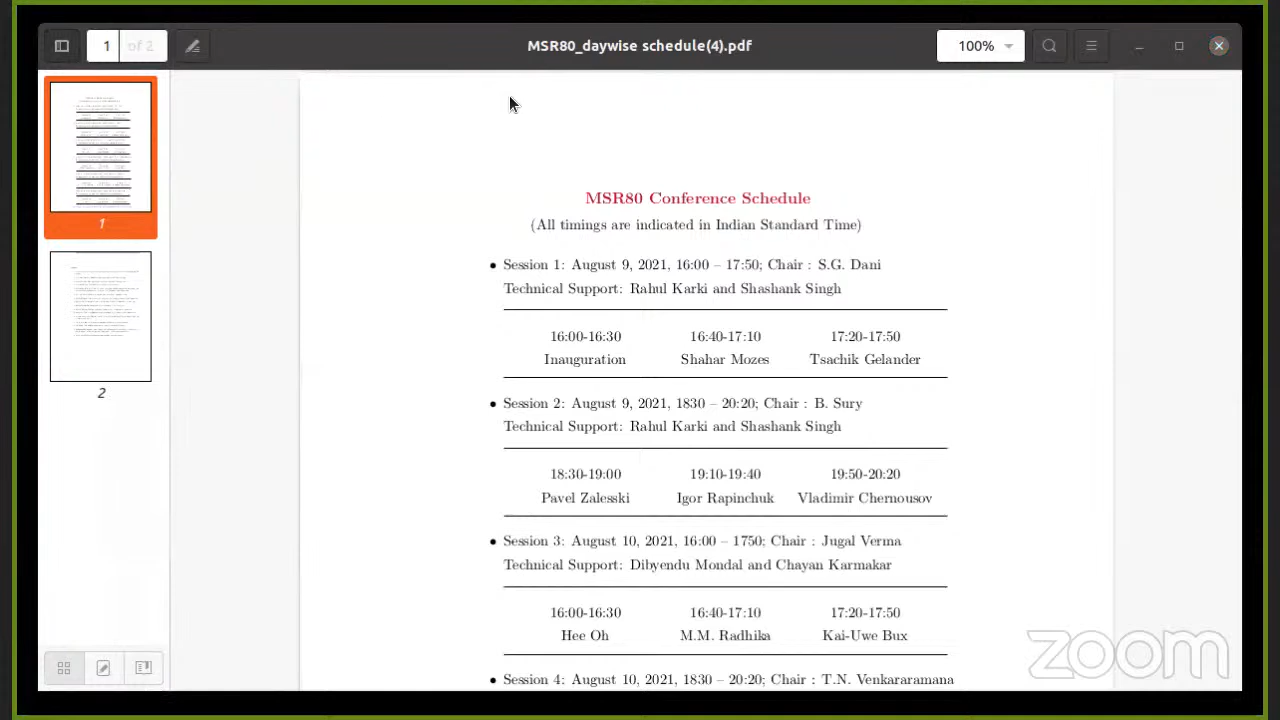 1 of 2
MSR80_daywise schedule(4).pdf
100%
1
2
MSR80 Conference Schedule
(All timings are indicated in Indian Standard Time)
• Session 1: August 9, 2021, 16:00 – 17:50; Chair : S.G. Dani
Technical Support: Rahul Karki and Shashank Singh
16:00-16:30 16:40-17:10 17:20-17:50
Inauguration Shahar Mozes Tsachik Gelander
• Session 2: August 9, 2021, 1830 – 20:20; Chair : B. Sury
Technical Support: Rahul Karki and Shashank Singh
18:30-19:00 19:10-19:40 19:50-20:20
Pavel Zalesski Igor Rapinchuk Vladimir Chernousov
• Session 3: August 10, 2021, 16:00 – 1750; Chair : Jugal Verma
Technical Support: Dibyendu Mondal and Chayan Karmakar
16:00-16:30 16:40-17:10 17:20-17:50
Hee Oh M.M. Radhika Kai-Uwe Bux
• Session 4: August 10, 2021, 1830 – 20:20; Chair : T.N. Venkararamana
zoom